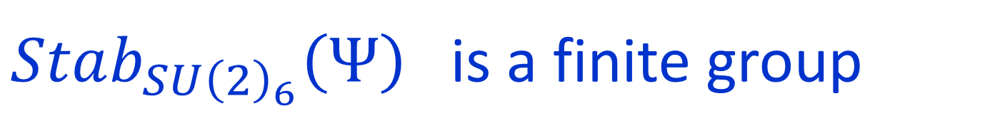 Stab_{SU(2)_6}(Ψ) is a finite group